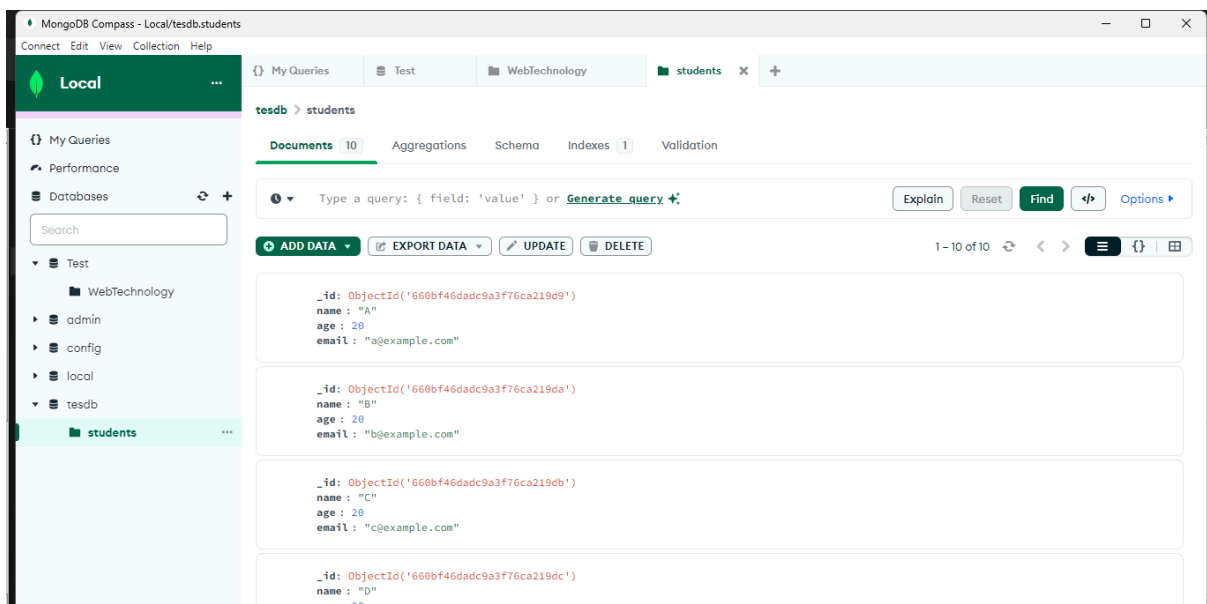 MongoDB Compass - Local/tesdb.students
Connect Edit View Collection Help
Local ...
{} My Queries
Performance
Databases
Search
Test
WebTechnology
admin
config
local
tesdb
students ...
{} My Queries Test WebTechnology students
tesdb > students
Documents 10 Aggregations Schema Indexes 1 Validation
Type a query: { field: 'value' } or Generate query Explain Reset Find </> Options
ADD DATA EXPORT DATA UPDATE DELETE 1 – 10 of 10 {}
_id: ObjectId('660bf46dadc9a3f76ca219d9')
name : "A"
age : 20
email : "a@example.com"
_id: ObjectId('660bf46dadc9a3f76ca219da')
name : "B"
age : 20
email : "b@example.com"
_id: ObjectId('660bf46dadc9a3f76ca219db')
name : "C"
age : 20
email : "c@example.com"
_id: ObjectId('660bf46dadc9a3f76ca219dc')
name : "D"